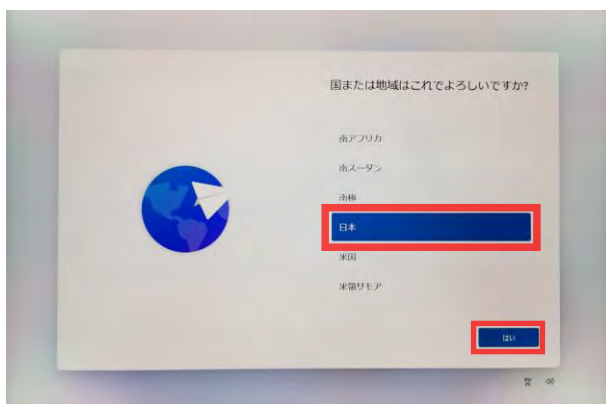 国または地域はこれでよろしいですか?
南アフリカ
南スーダン
南極
日本
米国
米領サモア
はい